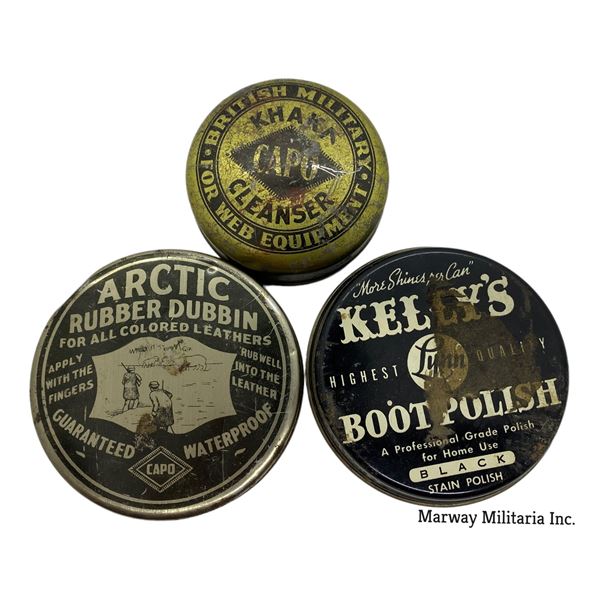 BRITISH MILITARY
KHAKI
CAPO
CLEANSER
FOR WEB EQUIPMENT
ARCTIC
RUBBER DUBBIN
FOR ALL COLORED LEATHERS
APPLY WITH THE FINGERS
RUB WELL INTO THE LEATHER
GUARANTEED WATERPROOF
CAPO
"More Shines per Can"
KELLY'S
HIGHEST Lynn QUALITY
BOOT POLISH
A Professional Grade Polish
for Home Use
BLACK
STAIN POLISH
Marway Militaria Inc.